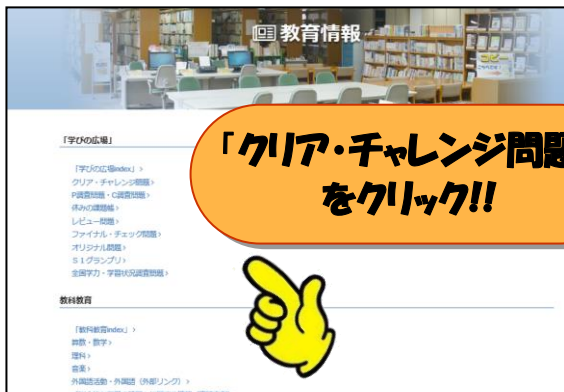 教育情報
「学びの広場」
「学びの広場index」 >
クリア・チャレンジ問題 >
P調査問題・C調査問題 >
休みの課題帳 >
レビュー問題 >
ファイナル・チェック問題 >
オリジナル問題 >
S1グランプリ >
全国学力・学習状況調査問題 >
「クリア・チャレンジ問題
をクリック!!
教科教育
「教科教育index」 >
算数・数学 >
理科 >
音楽 >
外国語活動・外国語（外部リンク） >